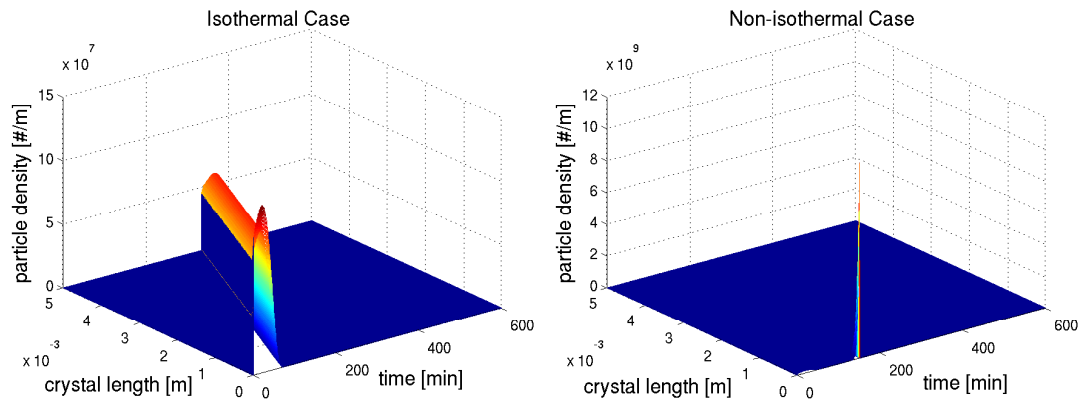 Isothermal Case
x 10 7
15
10
5
0
particle density [#/m]
5
4
3
2
1
0
x 10 -3
crystal length [m]
0
200
400
600
time [min]
Non-isothermal Case
x 10 9
12
10
8
6
4
2
0
particle density [#/m]
5
4
3
2
1
0
x 10 -3
crystal length [m]
0
200
400
600
time [min]